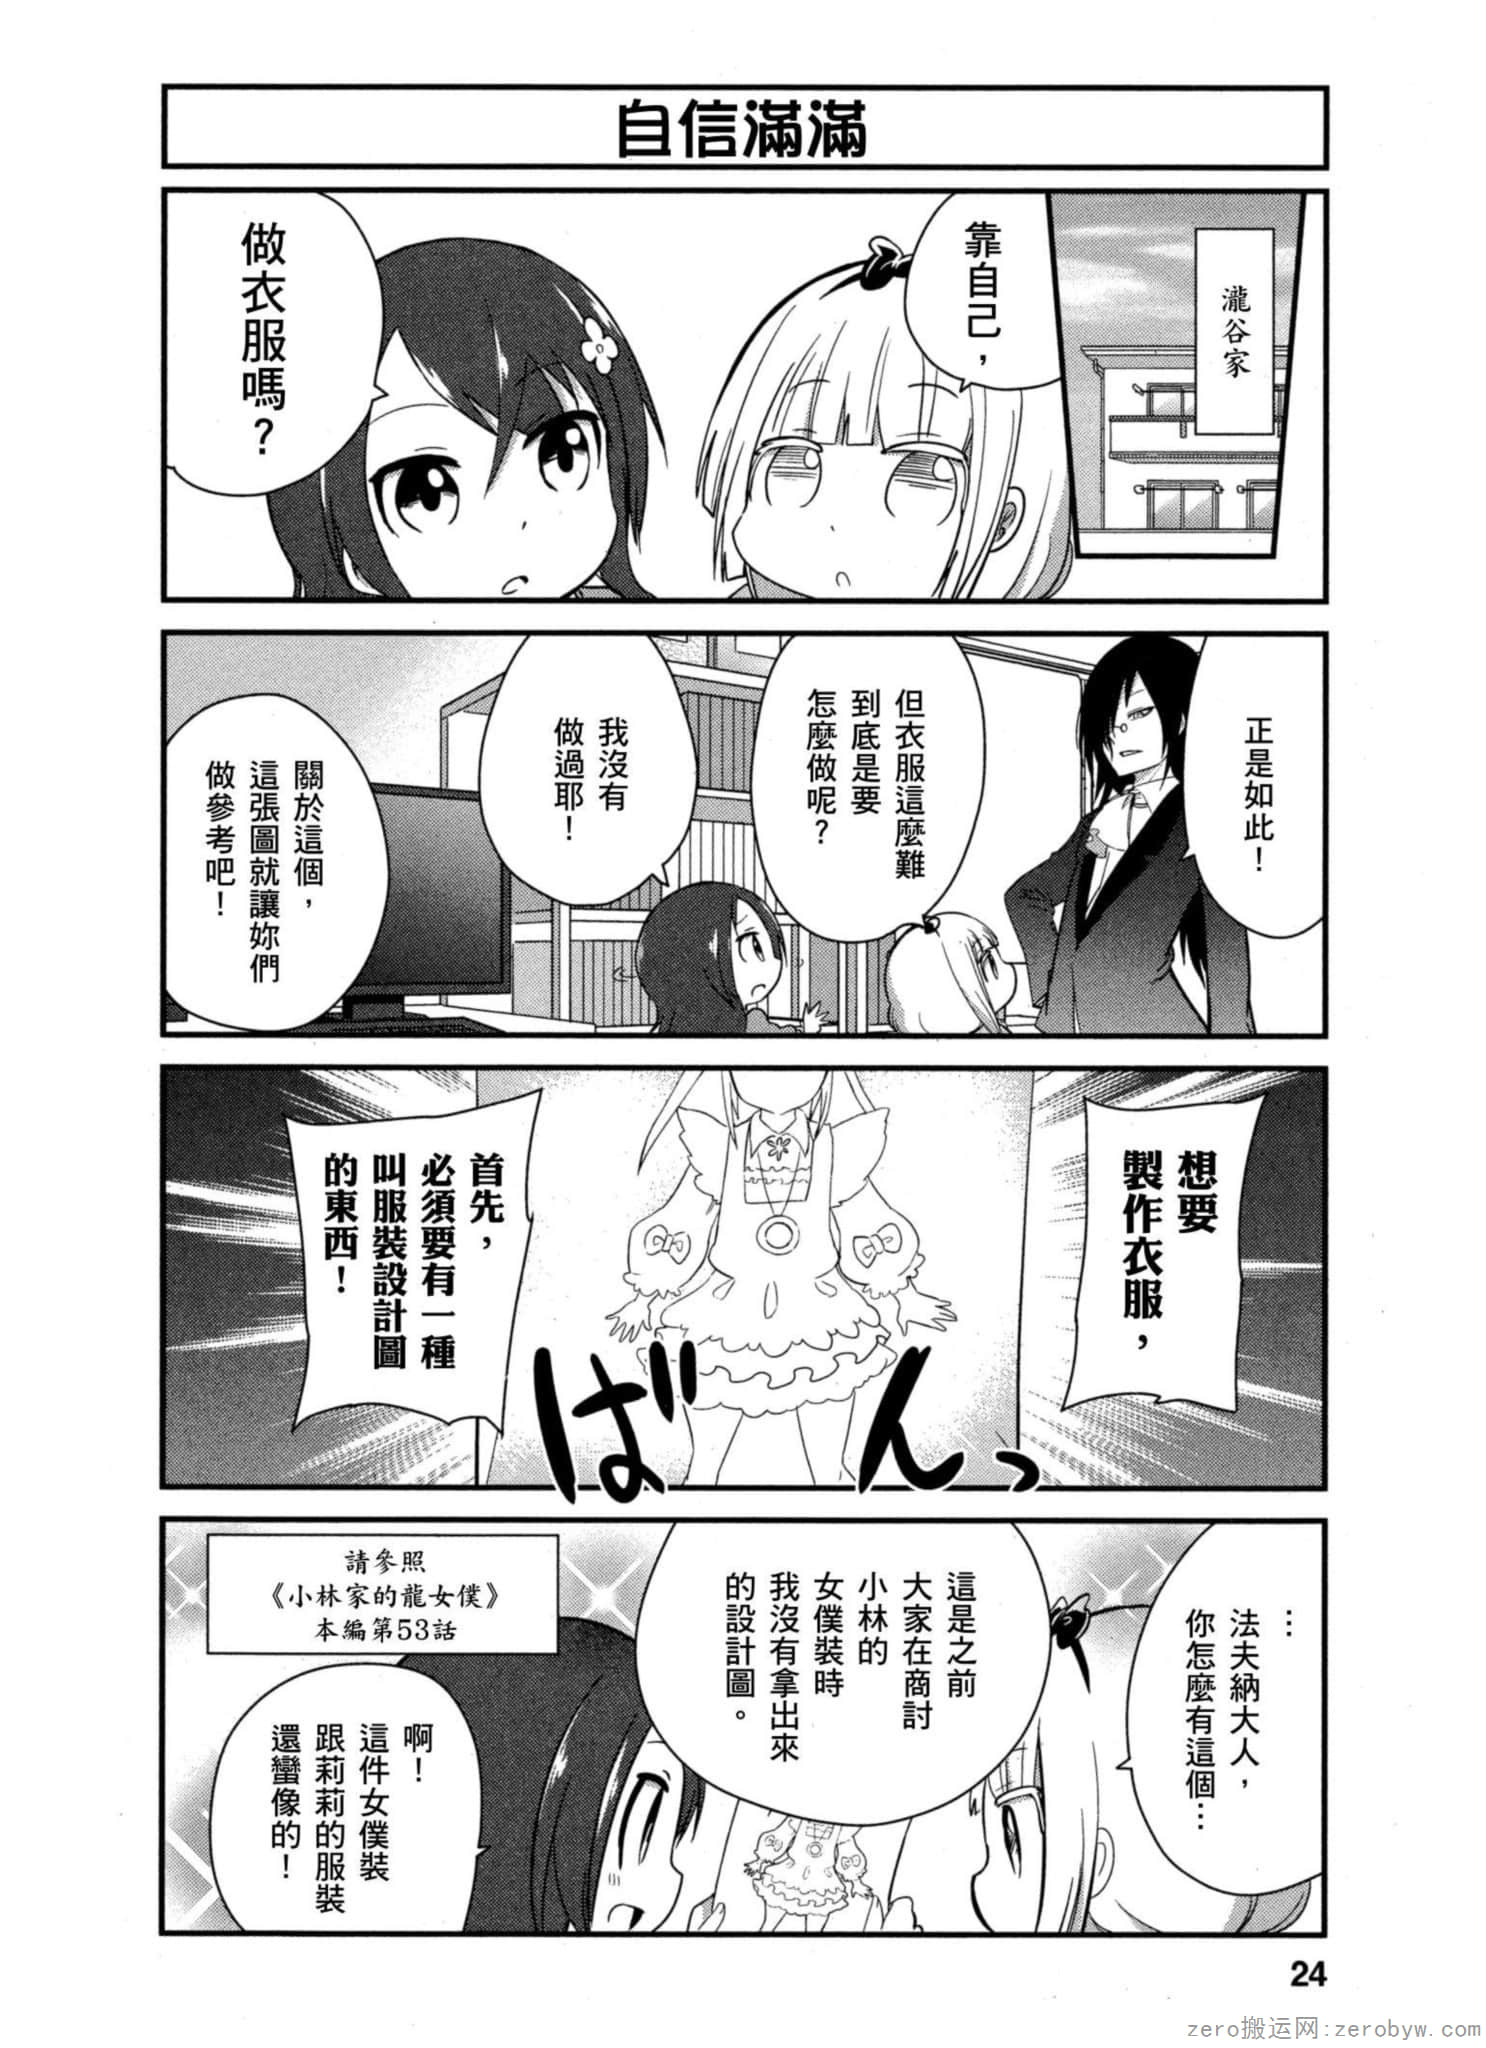 自信滿滿
瀧谷家
靠自己，
做衣服嗎？
正是如此！
但衣服這麼難
到底是要
怎麼做呢？
我沒有
做過耶！
關於這個，
這張圖就讓妳們
做參考吧！
想要
製作衣服，
首先，
必須要有一種
叫服裝設計圖
的東西！
ばんっ
…
法夫納大人，
你怎麼有這個…
這是之前
大家在商討
小林的
女僕裝時
我沒有拿出來
的設計圖。
請參照
《小林家的龍女僕》
本編第53話
啊！
這件女僕裝
跟莉莉的服裝
還蠻像的！
24
zero搬运网:zerobyw.com